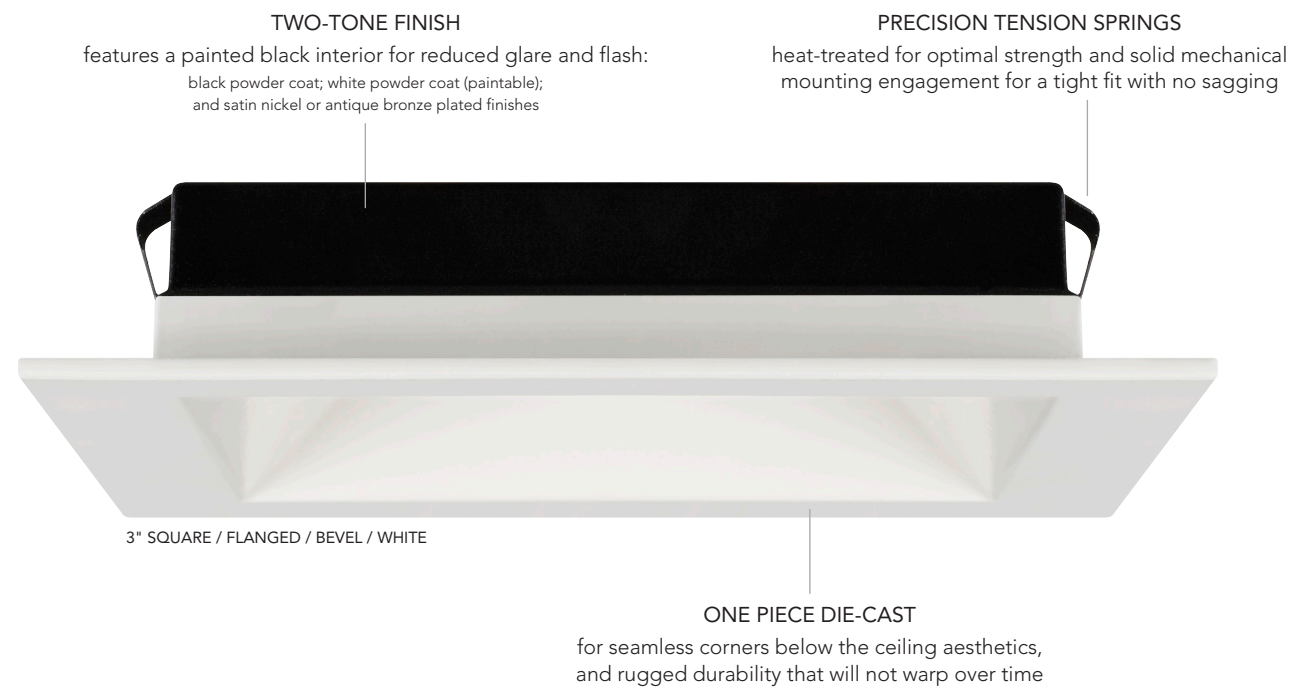 TWO-TONE FINISH
features a painted black interior for reduced glare and flash:
black powder coat; white powder coat (paintable);
and satin nickel or antique bronze plated finishes
PRECISION TENSION SPRINGS
heat-treated for optimal strength and solid mechanical
mounting engagement for a tight fit with no sagging
3" SQUARE / FLANGED / BEVEL / WHITE
ONE PIECE DIE-CAST
for seamless corners below the ceiling aesthetics,
and rugged durability that will not warp over time